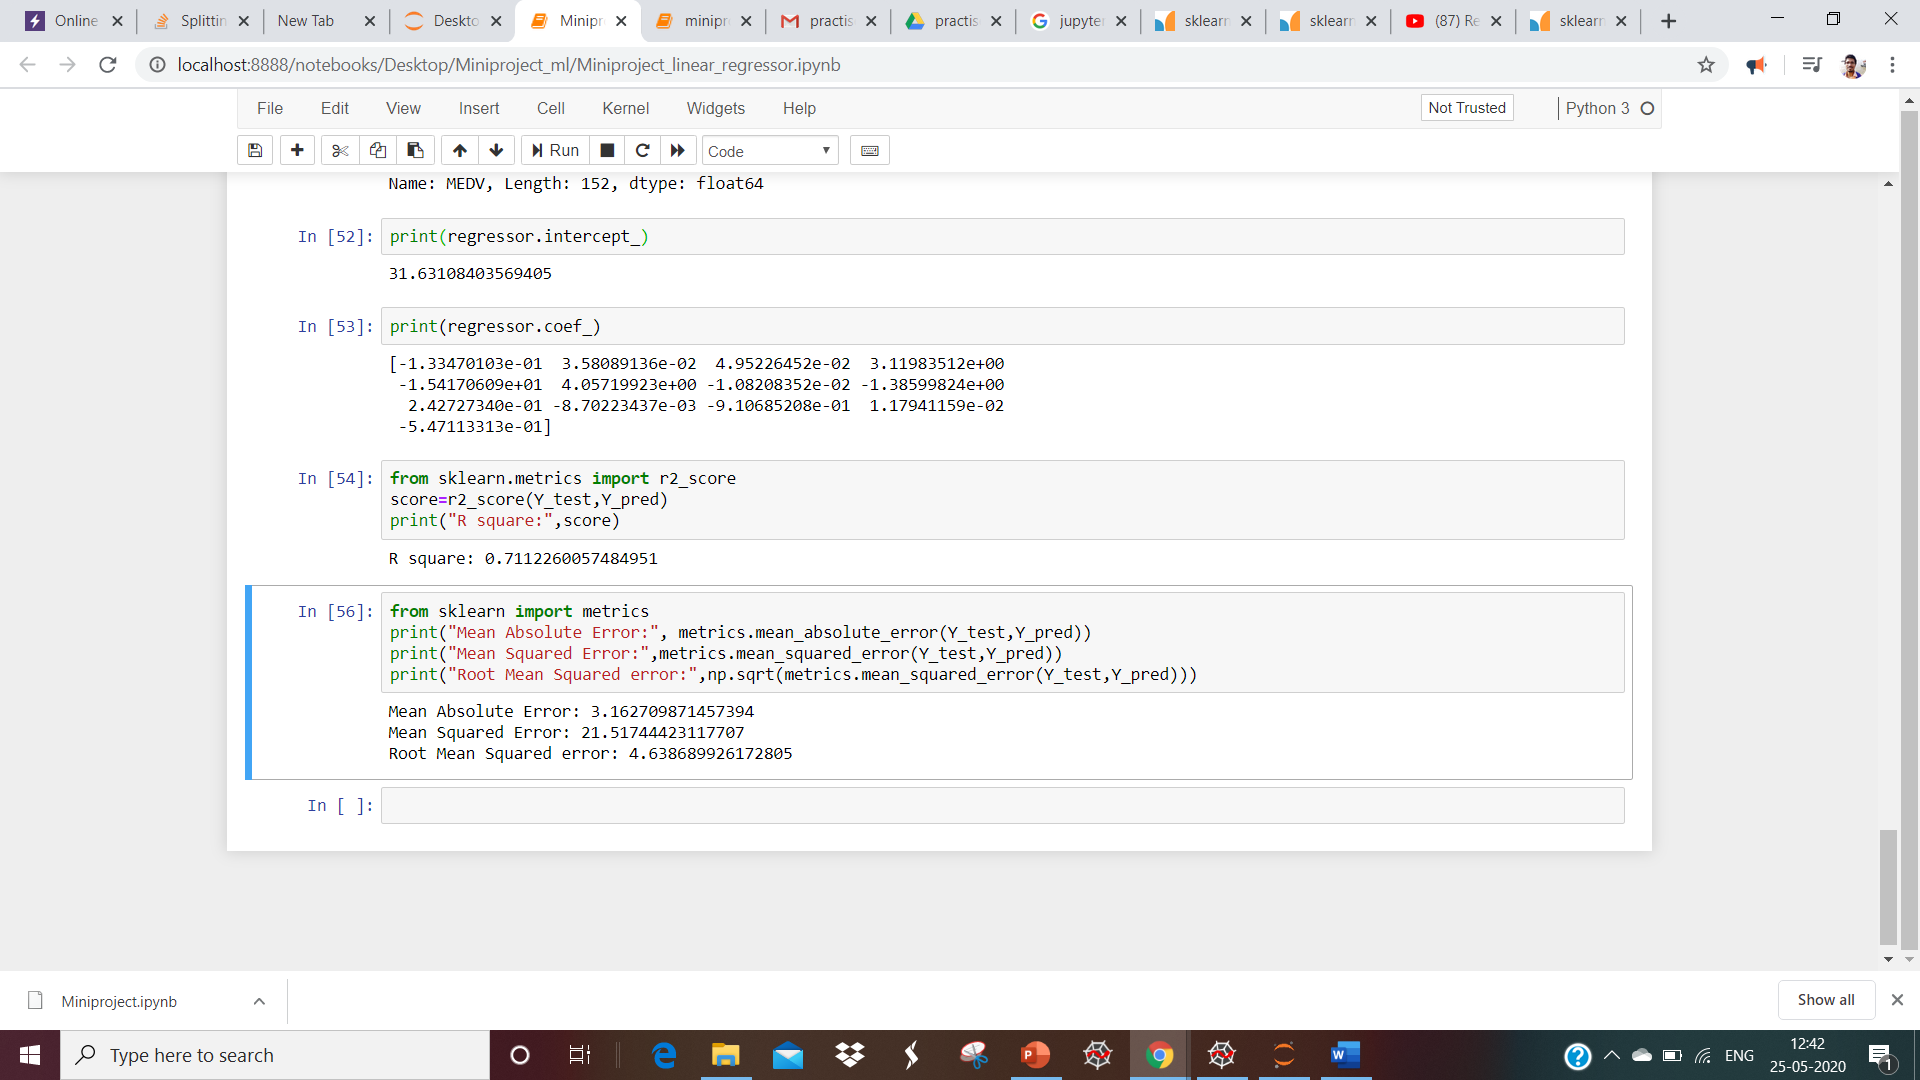 Online
Splittin
New Tab
Deskto
Minipr
minipr
practis
practis
jupyter
sklearn
sklearn
(87) Re
sklearn
localhost:8888/notebooks/Desktop/Miniproject_ml/Miniproject_linear_regressor.ipynb
File Edit View Insert Cell Kernel Widgets Help
Not Trusted
Python 3
Run
Code
Name: MEDV, Length: 152, dtype: float64
In [52]: print(regressor.intercept_)
31.63108403569405
In [53]: print(regressor.coef_)
[-1.33470103e-01 3.58089136e-02 4.95226452e-02 3.11983512e+00
-1.54170609e+01 4.05719923e+00 -1.08208352e-02 -1.38599824e+00
2.42727340e-01 -8.70223437e-03 -9.10685208e-01 1.17941159e-02
-5.47113313e-01]
In [54]: from sklearn.metrics import r2_score
score=r2_score(Y_test,Y_pred)
print("R square:",score)
R square: 0.7112260057484951
In [56]: from sklearn import metrics
print("Mean Absolute Error:", metrics.mean_absolute_error(Y_test,Y_pred))
print("Mean Squared Error:",metrics.mean_squared_error(Y_test,Y_pred))
print("Root Mean Squared error:",np.sqrt(metrics.mean_squared_error(Y_test,Y_pred)))
Mean Absolute Error: 3.162709871457394
Mean Squared Error: 21.51744423117707
Root Mean Squared error: 4.638689926172805
In [ ]:
Miniproject.ipynb
Show all
Type here to search
ENG
12:42
25-05-2020
1